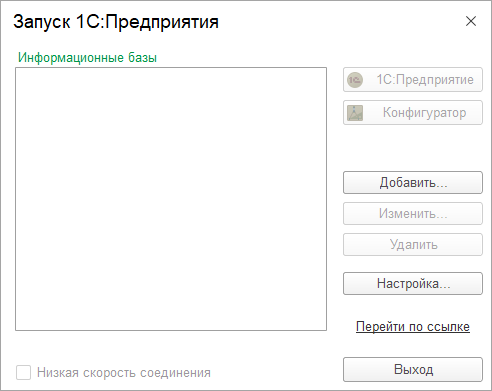 Запуск 1С:Предприятия
Информационные базы
1С:Предприятие
Конфигуратор
Добавить...
Изменить...
Удалить
Настройка...
Перейти по ссылке
Низкая скорость соединения
Выход